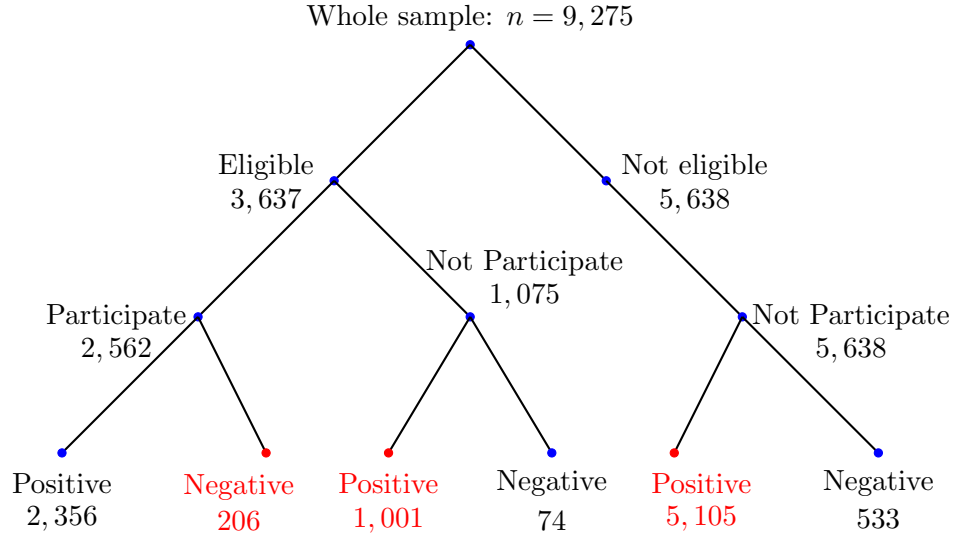 Whole sample: n = 9, 275
Eligible
3, 637
Not eligible
5, 638
Not Participate
1, 075
Participate
2, 562
Not Participate
5, 638
Positive
2, 356
Negative
206
Positive
1, 001
Negative
74
Positive
5, 105
Negative
533